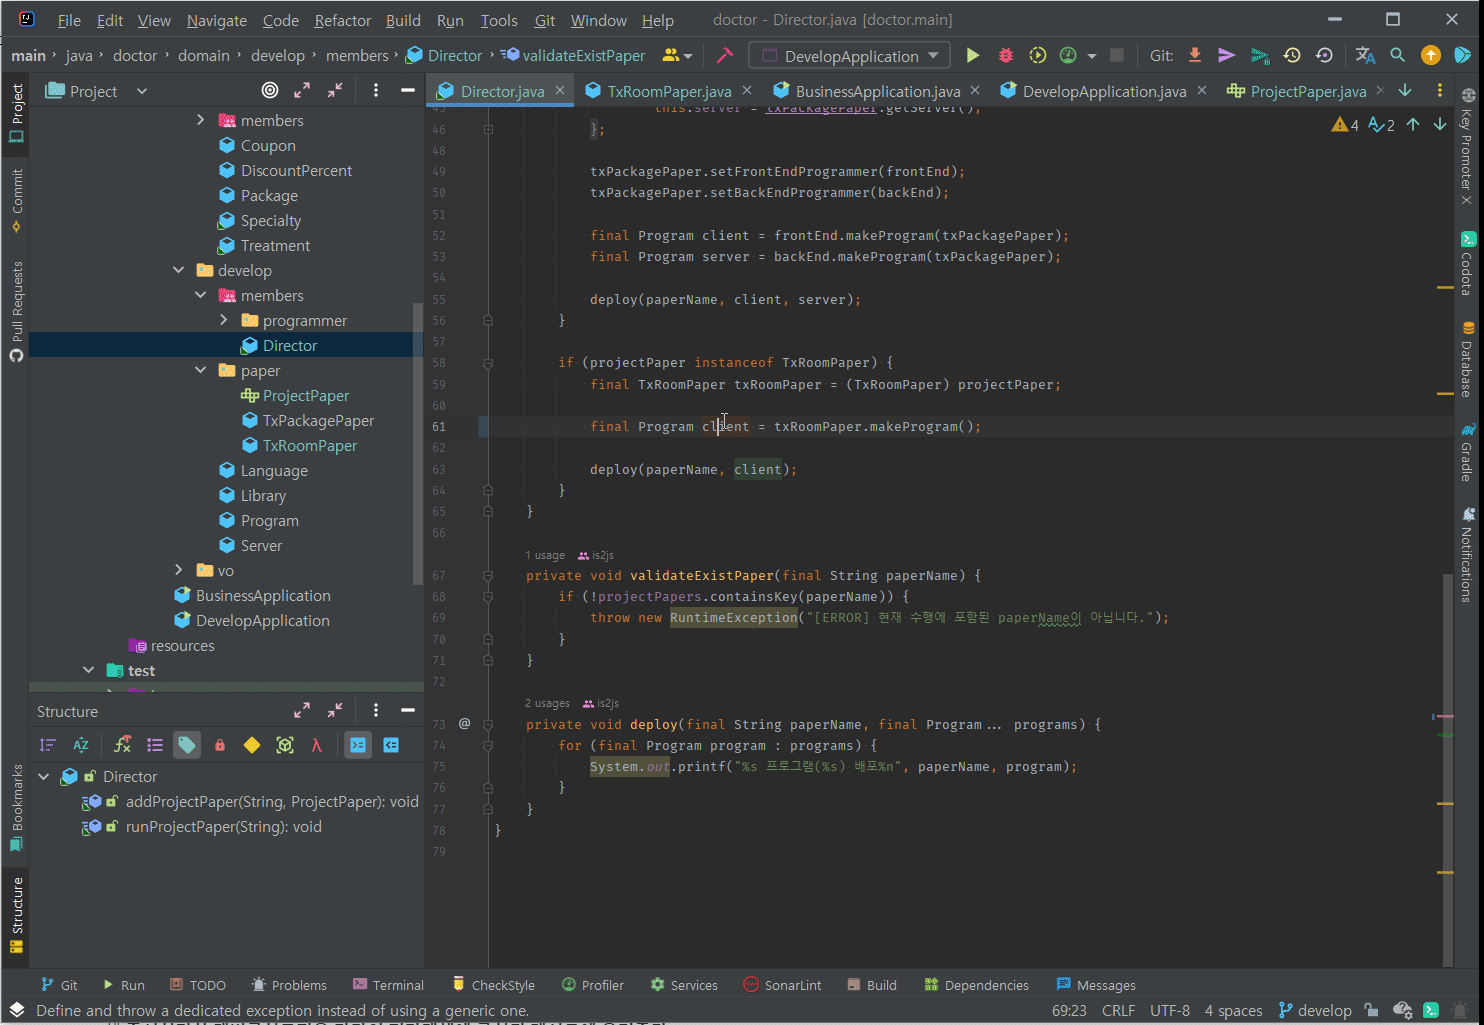 File Edit View Navigate Code Refactor Build Run Tools Git Window Help doctor - Director.java [doctor.main]
main java doctor domain develop members Director validateExistPaper DevelopApplication Git:
Project
Director.java TxRoomPaper.java BusinessApplication.java DevelopApplication.java ProjectPaper.java
Project
Commit
Pull Requests
Bookmarks
Structure
members
Coupon
DiscountPercent
Package
Specialty
Treatment
develop
members
programmer
Director
paper
ProjectPaper
TxPackagePaper
TxRoomPaper
Language
Library
Program
Server
vo
BusinessApplication
DevelopApplication
resources
test
Structure
Director
addProjectPaper(String, ProjectPaper): void
runProjectPaper(String): void
4 2
45 this.server = txPackagePaper.getServer();
46 };
48
49 txPackagePaper.setFrontEndProgrammer(frontEnd);
50 txPackagePaper.setBackEndProgrammer(backEnd);
51
52 final Program client = frontEnd.makeProgram(txPackagePaper);
53 final Program server = backEnd.makeProgram(txPackagePaper);
54
55 deploy(paperName, client, server);
56 }
57
58 if (projectPaper instanceof TxRoomPaper) {
59 final TxRoomPaper txRoomPaper = (TxRoomPaper) projectPaper;
60
61 final Program client = txRoomPaper.makeProgram();
62
63 deploy(paperName, client);
64 }
65 }
66
1 usage is2js
67 private void validateExistPaper(final String paperName) {
68 if (!projectPapers.containsKey(paperName)) {
69 throw new RuntimeException("[ERROR] 현재 수행에 포함된 paperName이 아닙니다.");
70 }
71 }
72
2 usages is2js
73 @ private void deploy(final String paperName, final Program... programs) {
74 for (final Program program : programs) {
75 System.out.printf("%s 프로그램(%s) 배포%n", paperName, program);
76 }
77 }
78 }
79
Key Promoter X
Codota
Database
Gradle
Notifications
Git Run TODO Problems Terminal CheckStyle Profiler Services SonarLint Build Dependencies Messages
Define and throw a dedicated exception instead of using a generic one. 69:23 CRLF UTF-8 4 spaces develop